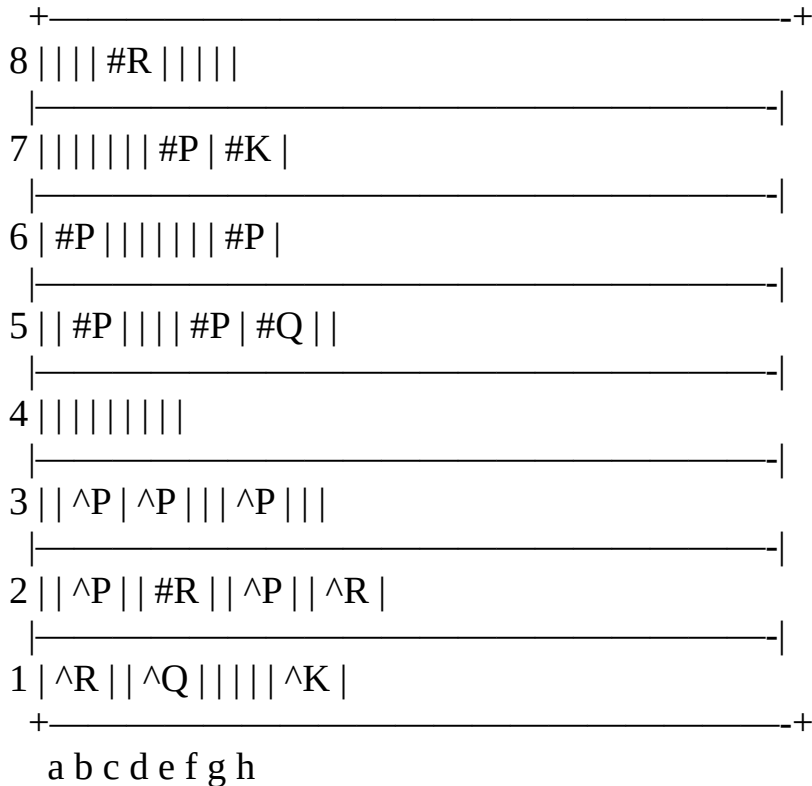 +———————————————————-+
8 | | | | #R | | | | |
|———————————————————-|
7 | | | | | | | #P | #K |
|———————————————————-|
6 | #P | | | | | | | #P |
|———————————————————-|
5 | | #P | | | | #P | #Q | |
|———————————————————-|
4 | | | | | | | | |
|———————————————————-|
3 | | ^P | ^P | | | ^P | | |
|———————————————————-|
2 | | ^P | | #R | | ^P | | ^R |
|———————————————————-|
1 | ^R | | ^Q | | | | | ^K |
+———————————————————-+
a b c d e f g h